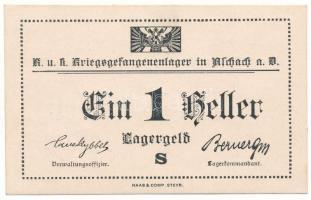 K. u. k. Kriegsgefangenenlager in Aschach a. D.
Ein 1 Heller
Lagergeld
S
Verwaltungsoffizier. Lagerkommandant.
HAAS & COMP. STEYR.